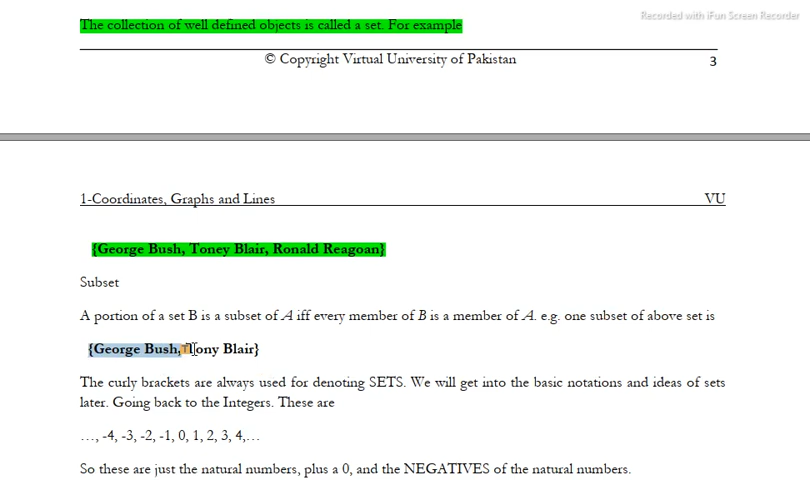 Recorded with iFun Screen Recorder
The collection of well defined objects is called a set. For example
© Copyright Virtual University of Pakistan 3
1-Coordinates, Graphs and Lines VU
{George Bush, Toney Blair, Ronald Reagoan}
Subset
A portion of a set B is a subset of A iff every member of B is a member of A. e.g. one subset of above set is
{George Bush, Tony Blair}
The curly brackets are always used for denoting SETS. We will get into the basic notations and ideas of sets
later. Going back to the Integers. These are
…, -4, -3, -2, -1, 0, 1, 2, 3, 4,…
So these are just the natural numbers, plus a 0, and the NEGATIVES of the natural numbers.